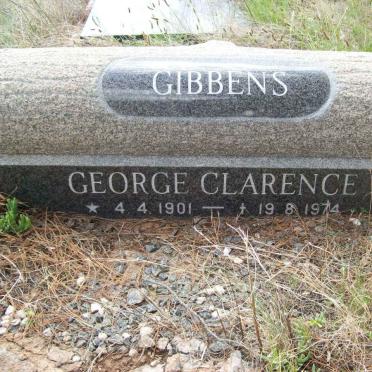 GIBBENS
GEORGE CLARENCE
★ 4.4.1901 — † 19.8.1974